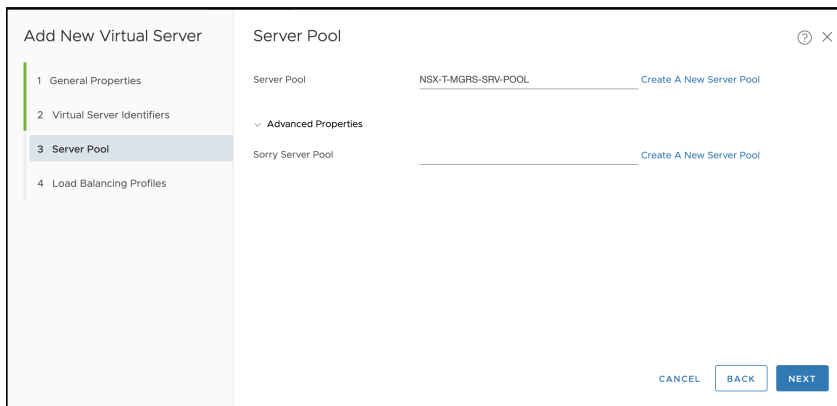 Add New Virtual Server
1 General Properties
2 Virtual Server Identifiers
3 Server Pool
4 Load Balancing Profiles
Server Pool
?
Server Pool NSX-T-MGRS-SRV-POOL Create A New Server Pool
Advanced Properties
Sorry Server Pool Create A New Server Pool
CANCEL BACK NEXT